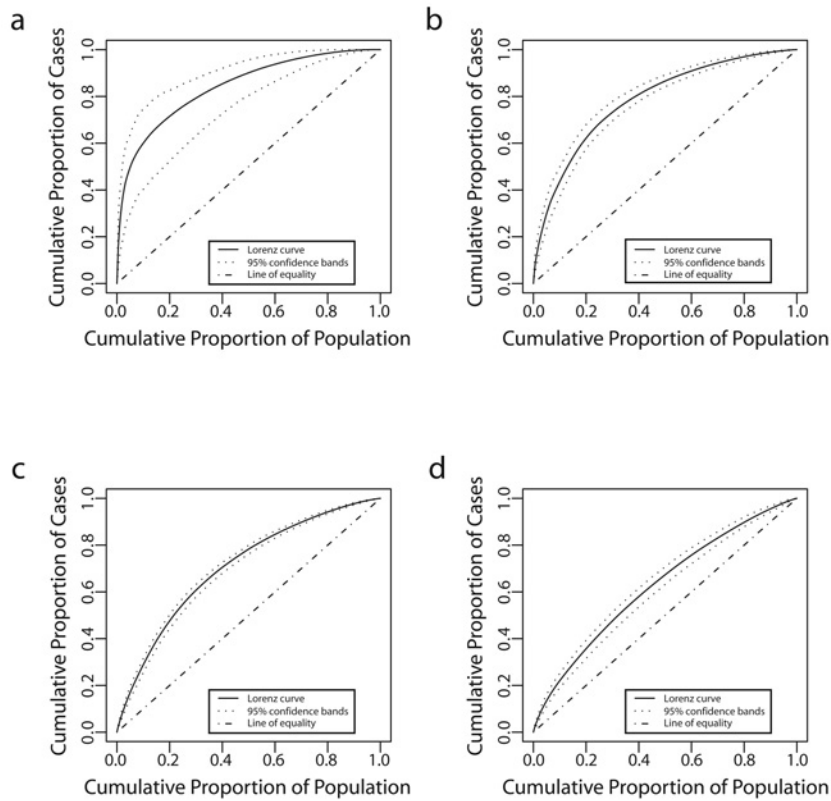 a
Cumulative Proportion of Cases
0.0 0.2 0.4 0.6 0.8 1.0
Lorenz curve
95% confidence bands
Line of equality
0.0 0.2 0.4 0.6 0.8 1.0
Cumulative Proportion of Population
b
Cumulative Proportion of Cases
0.0 0.2 0.4 0.6 0.8 1.0
Lorenz curve
95% confidence bands
Line of equality
0.0 0.2 0.4 0.6 0.8 1.0
Cumulative Proportion of Population
c
Cumulative Proportion of Cases
0.0 0.2 0.4 0.6 0.8 1.0
Lorenz curve
95% confidence bands
Line of equality
0.0 0.2 0.4 0.6 0.8 1.0
Cumulative Proportion of Population
d
Cumulative Proportion of Cases
0.0 0.2 0.4 0.6 0.8 1.0
Lorenz curve
95% confidence bands
Line of equality
0.0 0.2 0.4 0.6 0.8 1.0
Cumulative Proportion of Population